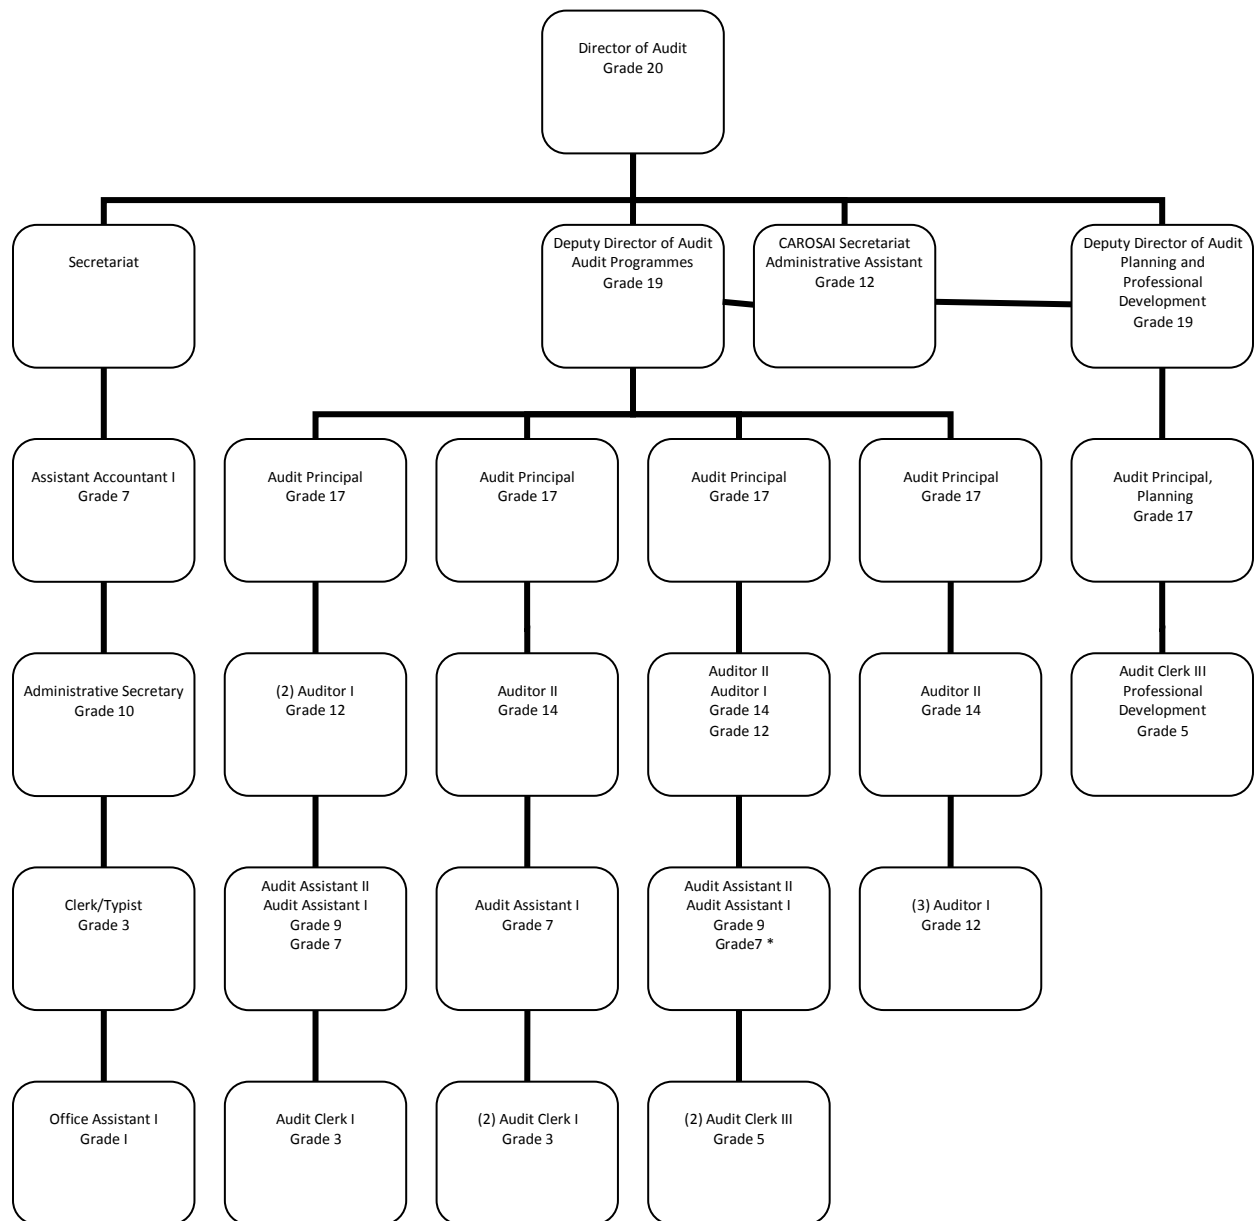 Director of Audit
Grade 20
Secretariat
Deputy Director of Audit
Audit Programmes
Grade 19
CAROSAI Secretariat
Administrative Assistant
Grade 12
Deputy Director of Audit
Planning and
Professional
Development
Grade 19
Assistant Accountant I
Grade 7
Audit Principal
Grade 17
Audit Principal
Grade 17
Audit Principal
Grade 17
Audit Principal
Grade 17
Audit Principal,
Planning
Grade 17
Administrative Secretary
Grade 10
(2) Auditor I
Grade 12
Auditor II
Grade 14
Auditor II
Auditor I
Grade 14
Grade 12
Auditor II
Grade 14
Audit Clerk III
Professional
Development
Grade 5
Clerk/Typist
Grade 3
Audit Assistant II
Audit Assistant I
Grade 9
Grade 7
Audit Assistant I
Grade 7
Audit Assistant II
Audit Assistant I
Grade 9
Grade7 *
(3) Auditor I
Grade 12
Office Assistant I
Grade I
Audit Clerk I
Grade 3
(2) Audit Clerk I
Grade 3
(2) Audit Clerk III
Grade 5